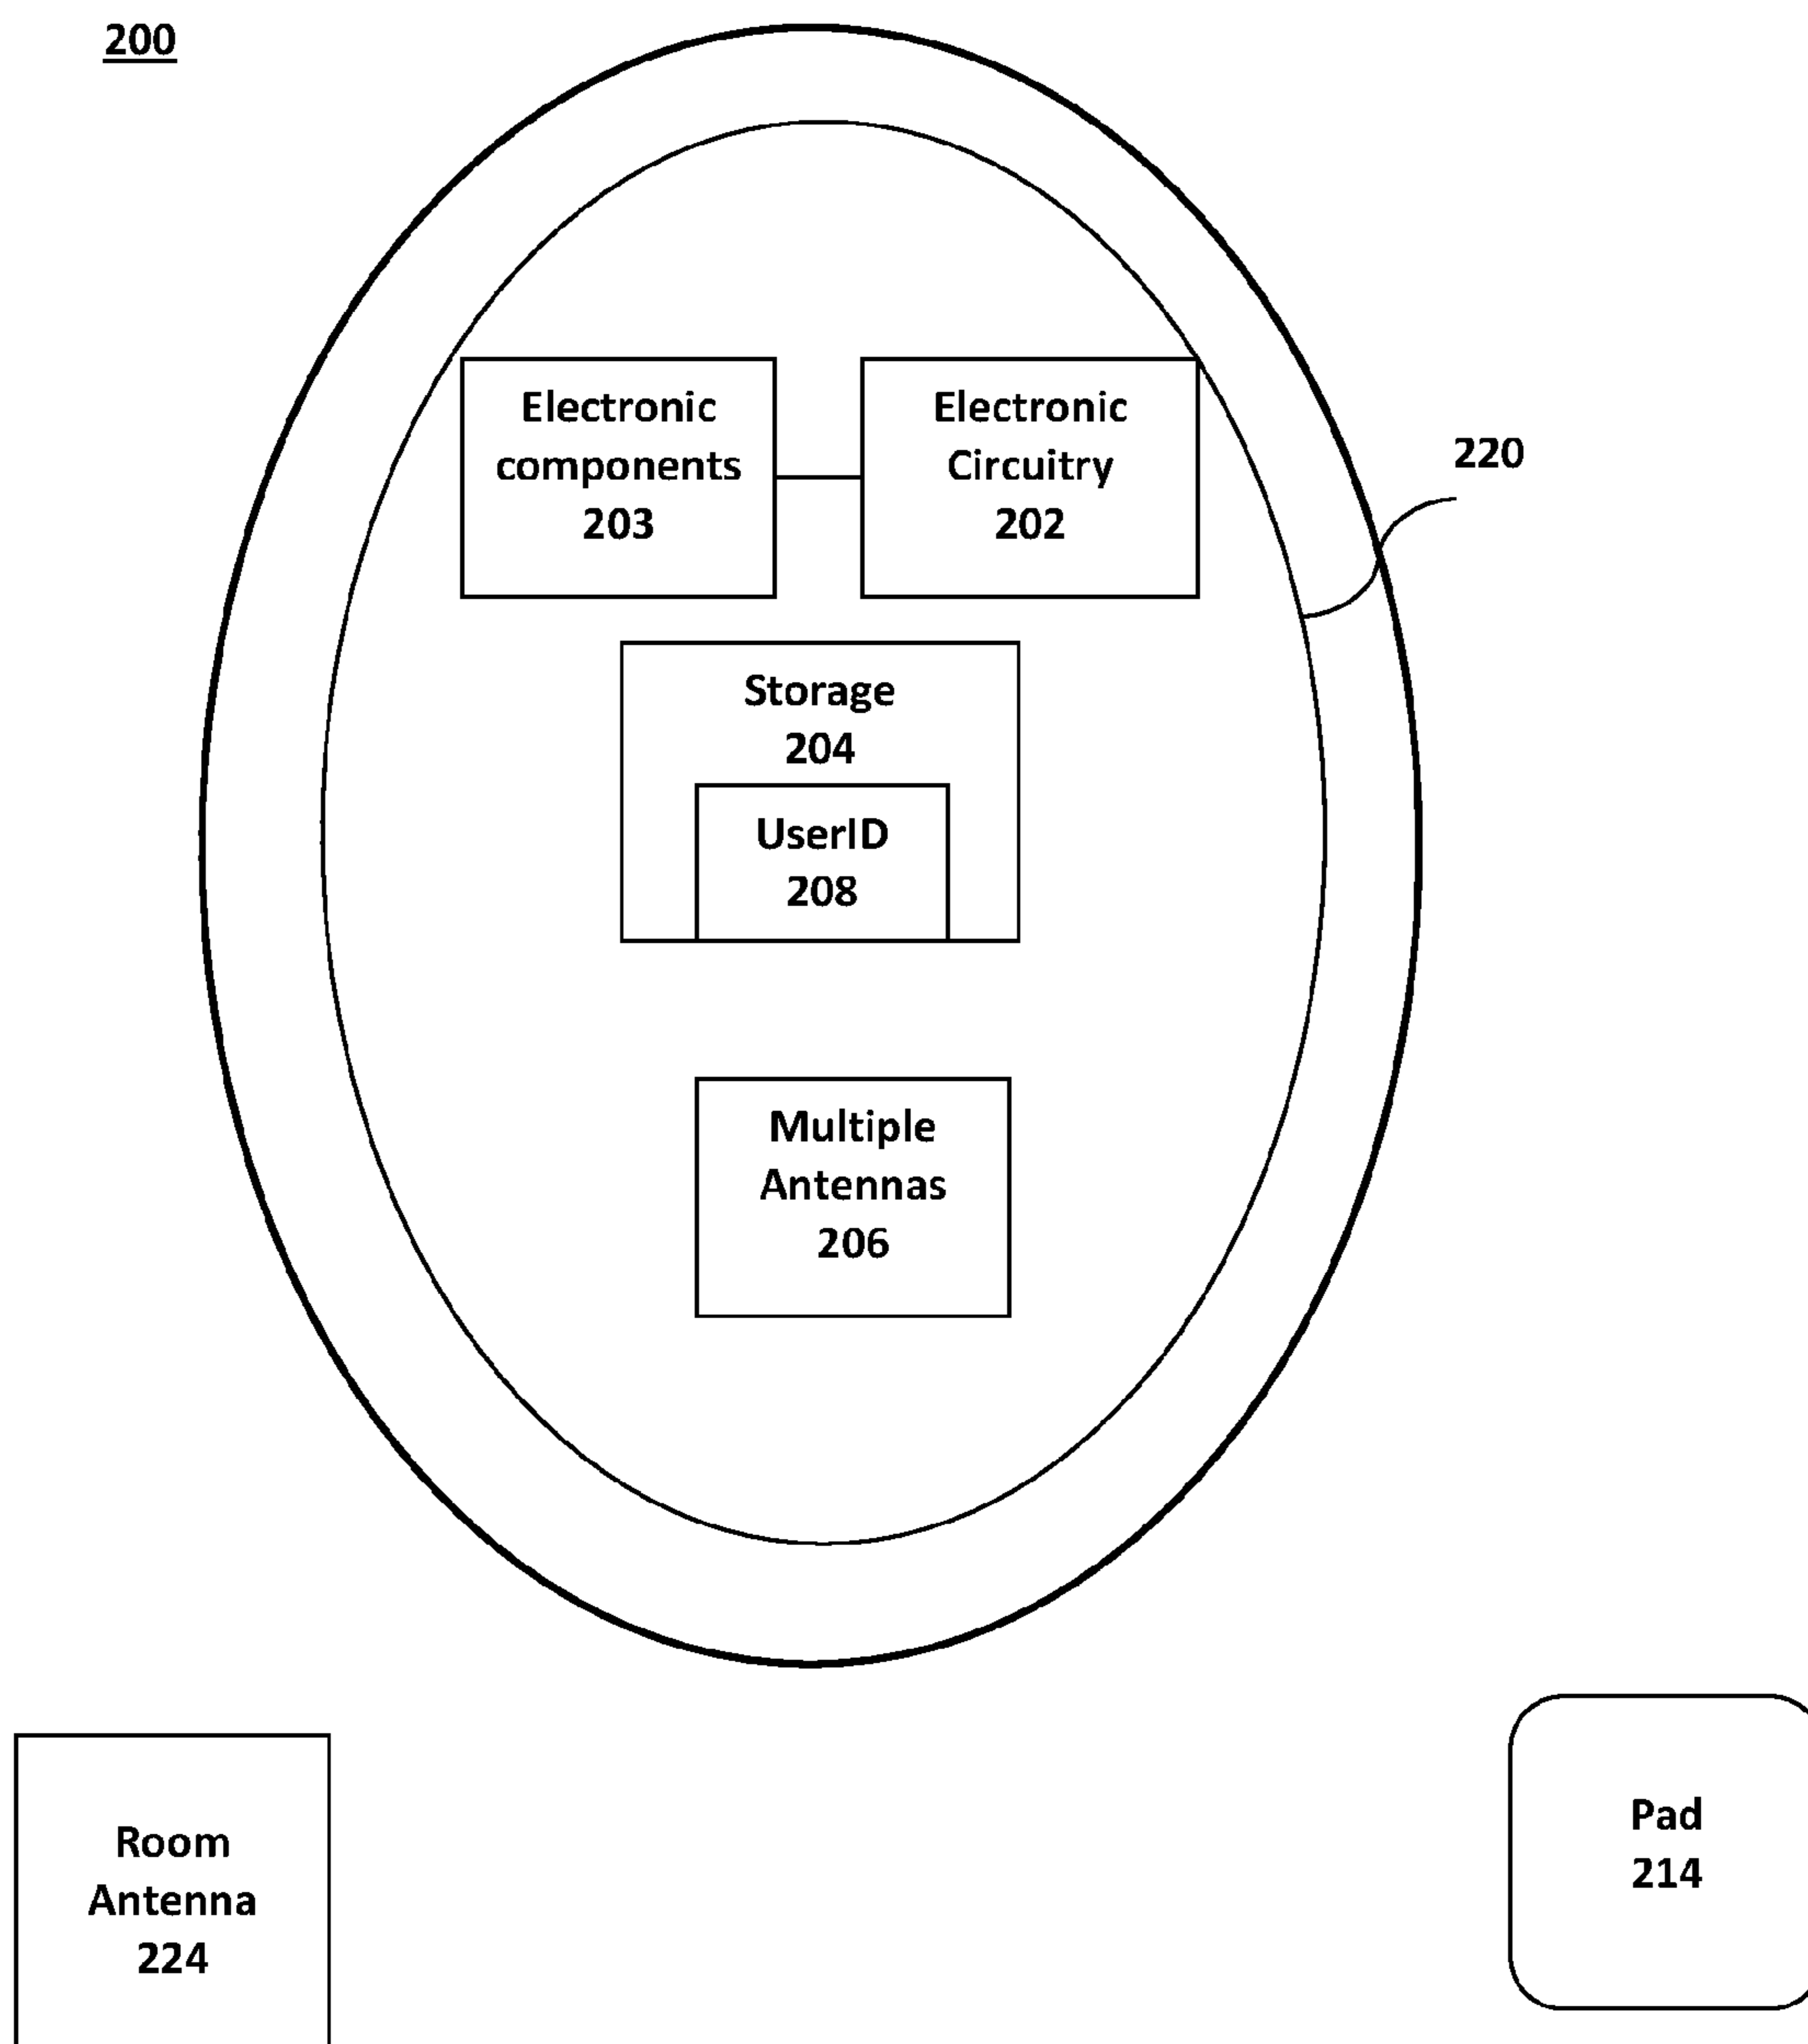 200
Electronic
components
203
Electronic
Circuitry
202
220
Storage
204
UserID
208
Multiple
Antennas
206
Room
Antenna
224
Pad
214